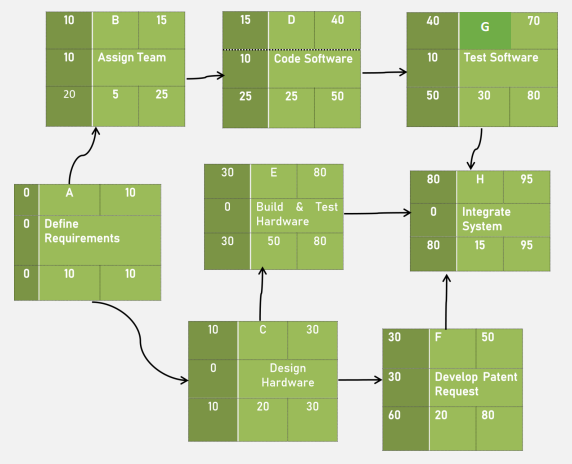 10 B 15
10 Assign Team
20 5 25
15 D 40
10 Code Software
25 25 50
40 G 70
10 Test Software
50 30 80
0 A 10
0 Define
Requirements
0 10 10
30 E 80
0 Build & Test
Hardware
30 50 80
80 H 95
0 Integrate
System
80 15 95
10 C 30
0 Design
Hardware
10 20 30
30 F 50
30 Develop Patent
Request
60 20 80